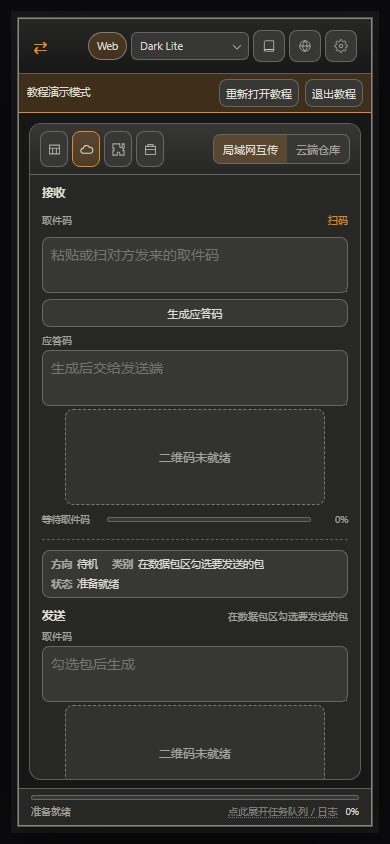 Web Dark Lite
教程演示模式 重新打开教程 退出教程
局域网互传 云端仓库
接收
取件码 扫码
粘贴或扫对方发来的取件码
生成应答码
应答码
生成后交给发送端
二维码未就绪
等待取件码 0%
方向 待机 类别 在数据包区勾选要发送的包
状态 准备就绪
发送 在数据包区勾选要发送的包
取件码
勾选包后生成
二维码未就绪
准备就绪 点此展开任务队列 / 日志 0%